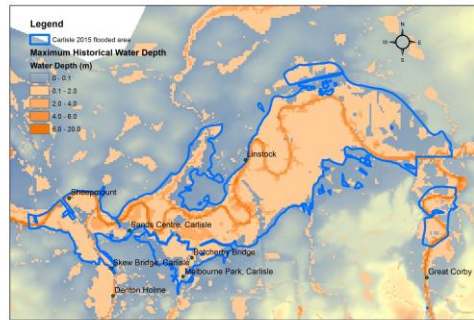 Legend
Carlisle 2015 flooded area
Maximum Historical Water Depth
Water Depth (m)
0 - 0.1
0.1 - 2.0
2.0 - 4.0
4.0 - 6.0
6.0 - 20.0
N
W
E
S
Linstock
Sheepmount
Sands Centre, Carlisle
Botcherby Bridge
Skew Bridge, Carlisle
Melbourne Park, Carlisle
Great Corby
Denton Holme